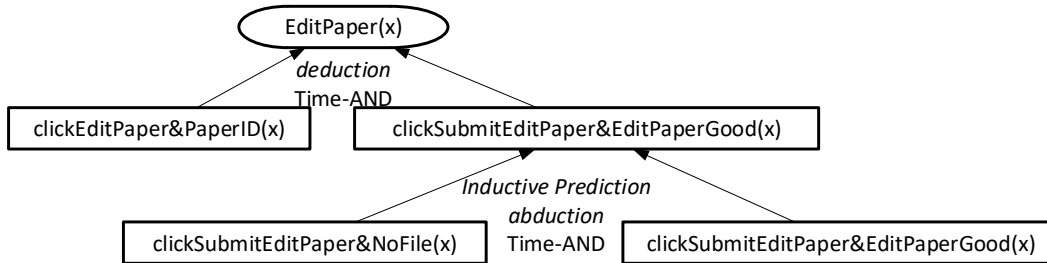 EditPaper(x)
deduction
Time-AND
clickEditPaper&PaperID(x)
clickSubmitEditPaper&EditPaperGood(x)
Inductive Prediction
abduction
Time-AND
clickSubmitEditPaper&NoFile(x)
clickSubmitEditPaper&EditPaperGood(x)